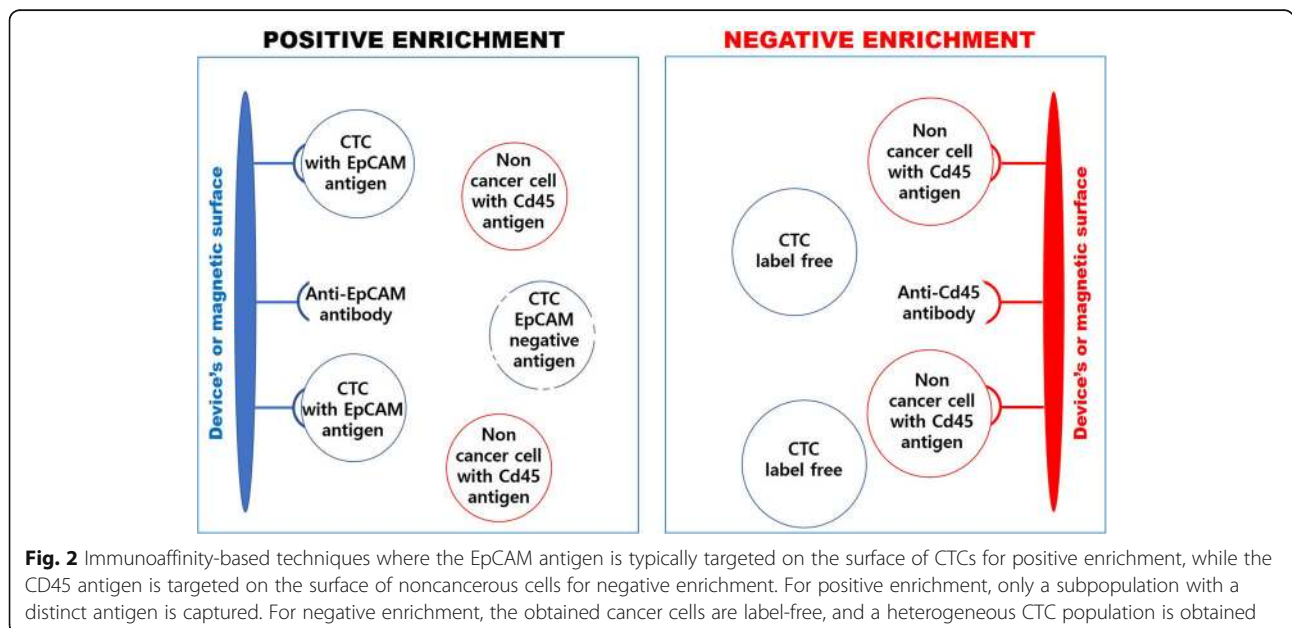 POSITIVE ENRICHMENT
Device's or magnetic surface
CTC
with EpCAM
antigen
Non
cancer cell
with Cd45
antigen
Anti-EpCAM
antibody
CTC
EpCAM
negative
antigen
CTC
with EpCAM
antigen
Non
cancer cell
with Cd45
antigen
NEGATIVE ENRICHMENT
Non
cancer cell
with Cd45
antigen
CTC
label free
Anti-Cd45
antibody
Non
cancer cell
with Cd45
antigen
CTC
label free
Device's or magnetic surface
Fig. 2 Immunoaffinity-based techniques where the EpCAM antigen is typically targeted on the surface of CTCs for positive enrichment, while the
CD45 antigen is targeted on the surface of noncancerous cells for negative enrichment. For positive enrichment, only a subpopulation with a
distinct antigen is captured. For negative enrichment, the obtained cancer cells are label-free, and a heterogeneous CTC population is obtained